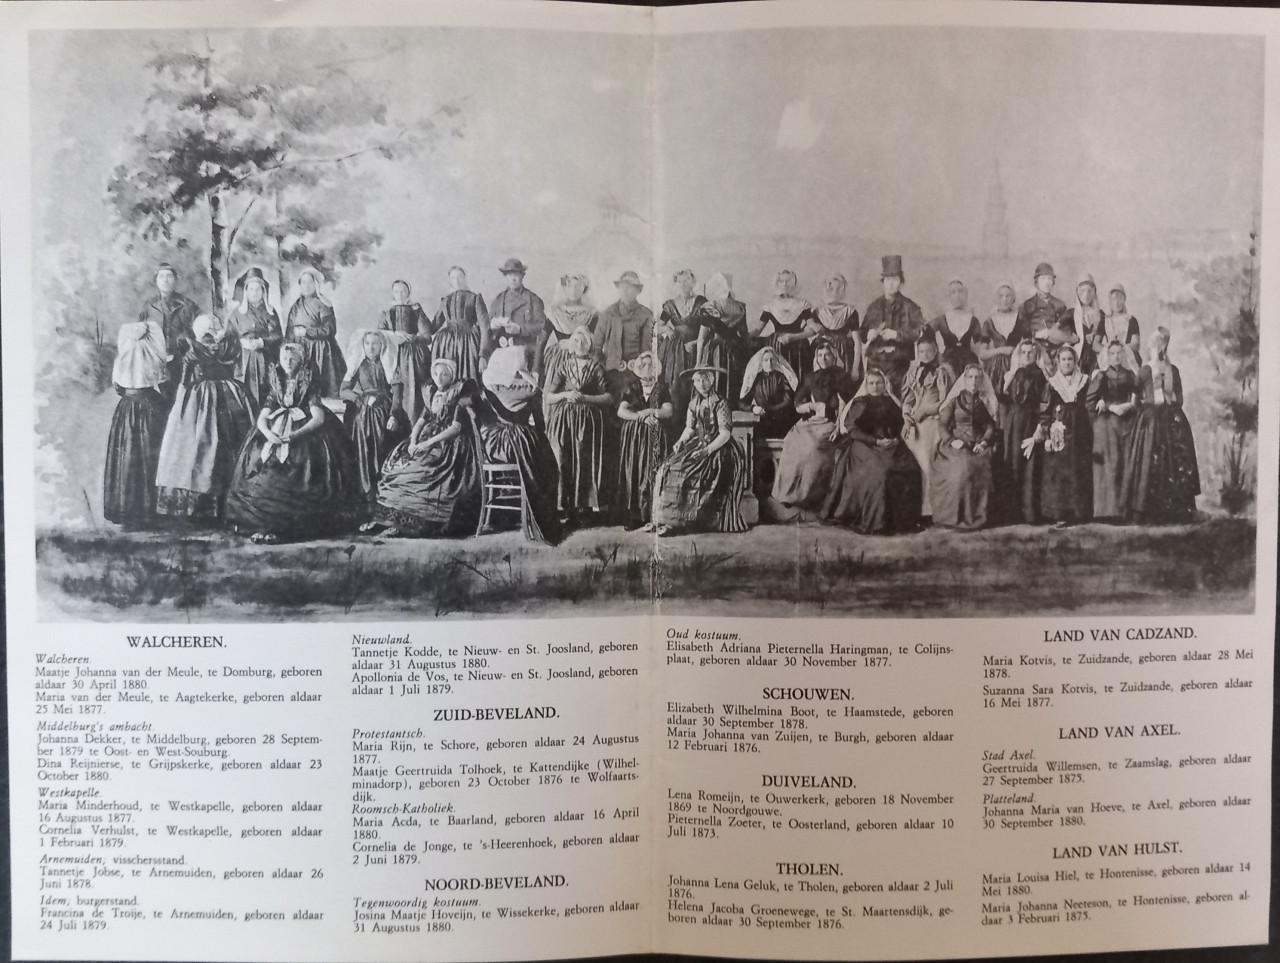 WALCHEREN.
Walcheren.
Maatje Johanna van der Meule, te Domburg, geboren
aldaar 30 April 1880.
Maria van der Meule, te Aagtekerke, geboren aldaar
25 Mei 1877.
Middelburg's ambacht.
Johanna Dekker, te Middelburg, geboren 28 Septem-
ber 1879 te Oost- en West-Souburg.
Dina Reijnierse, te Grijpskerke, geboren aldaar 23
October 1880.
Westkapelle.
Maria Minderhoud, te Westkapelle, geboren aldaar
16 Augustus 1877.
Cornelia Verhulst, te Westkapelle, geboren aldaar
1 Februari 1879.
Arnemuiden; visschersstand.
Tannetje Jobse, te Arnemuiden, geboren aldaar 26
Juni 1878.
Idem; burgerstand.
Francina de Troije, te Arnemuiden, geboren aldaar
24 Juli 1879.
Nieuwland.
Tannetje Kodde, te Nieuw- en St. Joosland, geboren
aldaar 31 Augustus 1880.
Apollonia de Vos, te Nieuw- en St. Joosland, geboren
aldaar 1 Juli 1879.
ZUID-BEVELAND.
Protestantsch.
Maria Rijn, te Schore, geboren aldaar 24 Augustus
1877.
Maatje Geertruida Tolhoek, te Kattendijke (Wilhel-
minadorp), geboren 23 October 1876 te Wolfaarts-
dijk.
Roomsch-Katholiek.
Maria Acda, te Baarland, geboren aldaar 16 April
1880.
Cornelia de Jonge, te 's-Heerenhoek, geboren aldaar
2 Juni 1879.
NOORD-BEVELAND.
Tegenwoordig kostuum.
Josina Maatje Hoveijn, te Wissekerke, geboren aldaar
31 Augustus 1880.
Oud kostuum.
Elisabeth Adriana Pieternella Haringman, te Colijns-
plaat, geboren aldaar 30 November 1877.
SCHOUWEN.
Elizabeth Wilhelmina Boot, te Haamstede, geboren
aldaar 30 September 1878.
Maria Johanna van Zuijen, te Burgh, geboren aldaar
12 Februari 1876.
DUIVELAND.
Lena Romeijn, te Ouwerkerk, geboren 18 November
1869 te Noordgouwe.
Pieternella Zoeter, te Oosterland, geboren aldaar 10
Juli 1873.
THOLEN.
Johanna Lena Geluk, te Tholen, geboren aldaar 2 Juli
1876.
Helena Jacoba Groenewege, te St. Maartensdijk, ge-
boren aldaar 30 September 1876.
LAND VAN CADZAND.
Maria Kotvis, te Zuidzande, geboren aldaar 28 Mei
1878.
Suzanna Sara Kotvis, te Zuidzande, geboren aldaar
16 Mei 1877.
LAND VAN AXEL.
Stad Axel.
Geertruida Willemsen, te Zaamslag, geboren aldaar
27 September 1875.
Platteland.
Johanna Maria van Hoeve, te Axel, geboren aldaar
30 September 1880.
LAND VAN HULST.
Maria Louisa Hiel, te Hontenisse, geboren aldaar 14
Mei 1880.
Maria Johanna Neeteson, te Hontenisse, geboren al-
daar 3 Februari 1875.